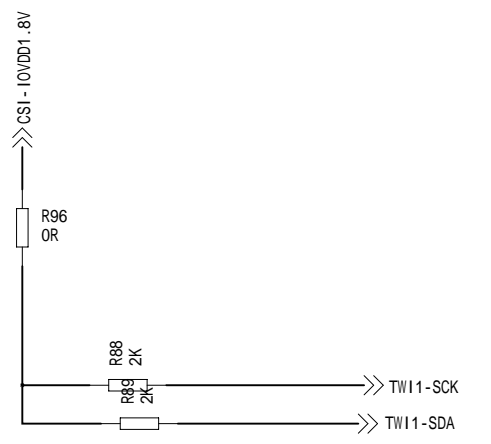 CSI-IOVDD1.8V
R96
0R
R88
2K
TWI1-SCK
R89
2K
TWI1-SDA